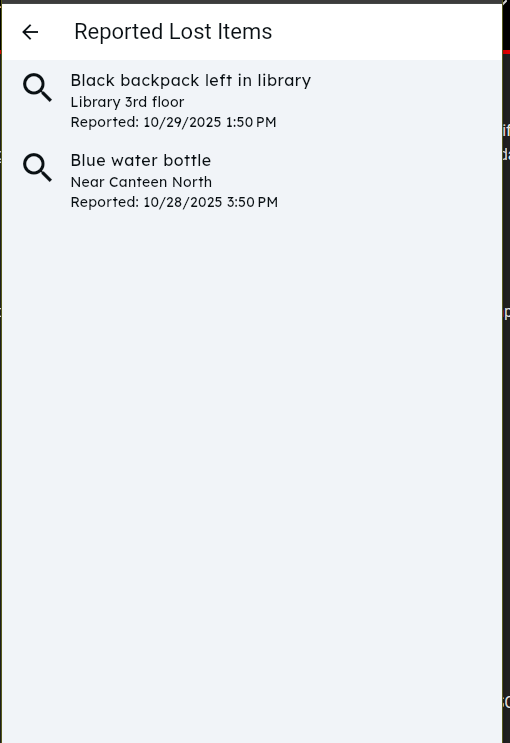 Reported Lost Items
Black backpack left in library
Library 3rd floor
Reported: 10/29/2025 1:50 PM
Blue water bottle
Near Canteen North
Reported: 10/28/2025 3:50 PM